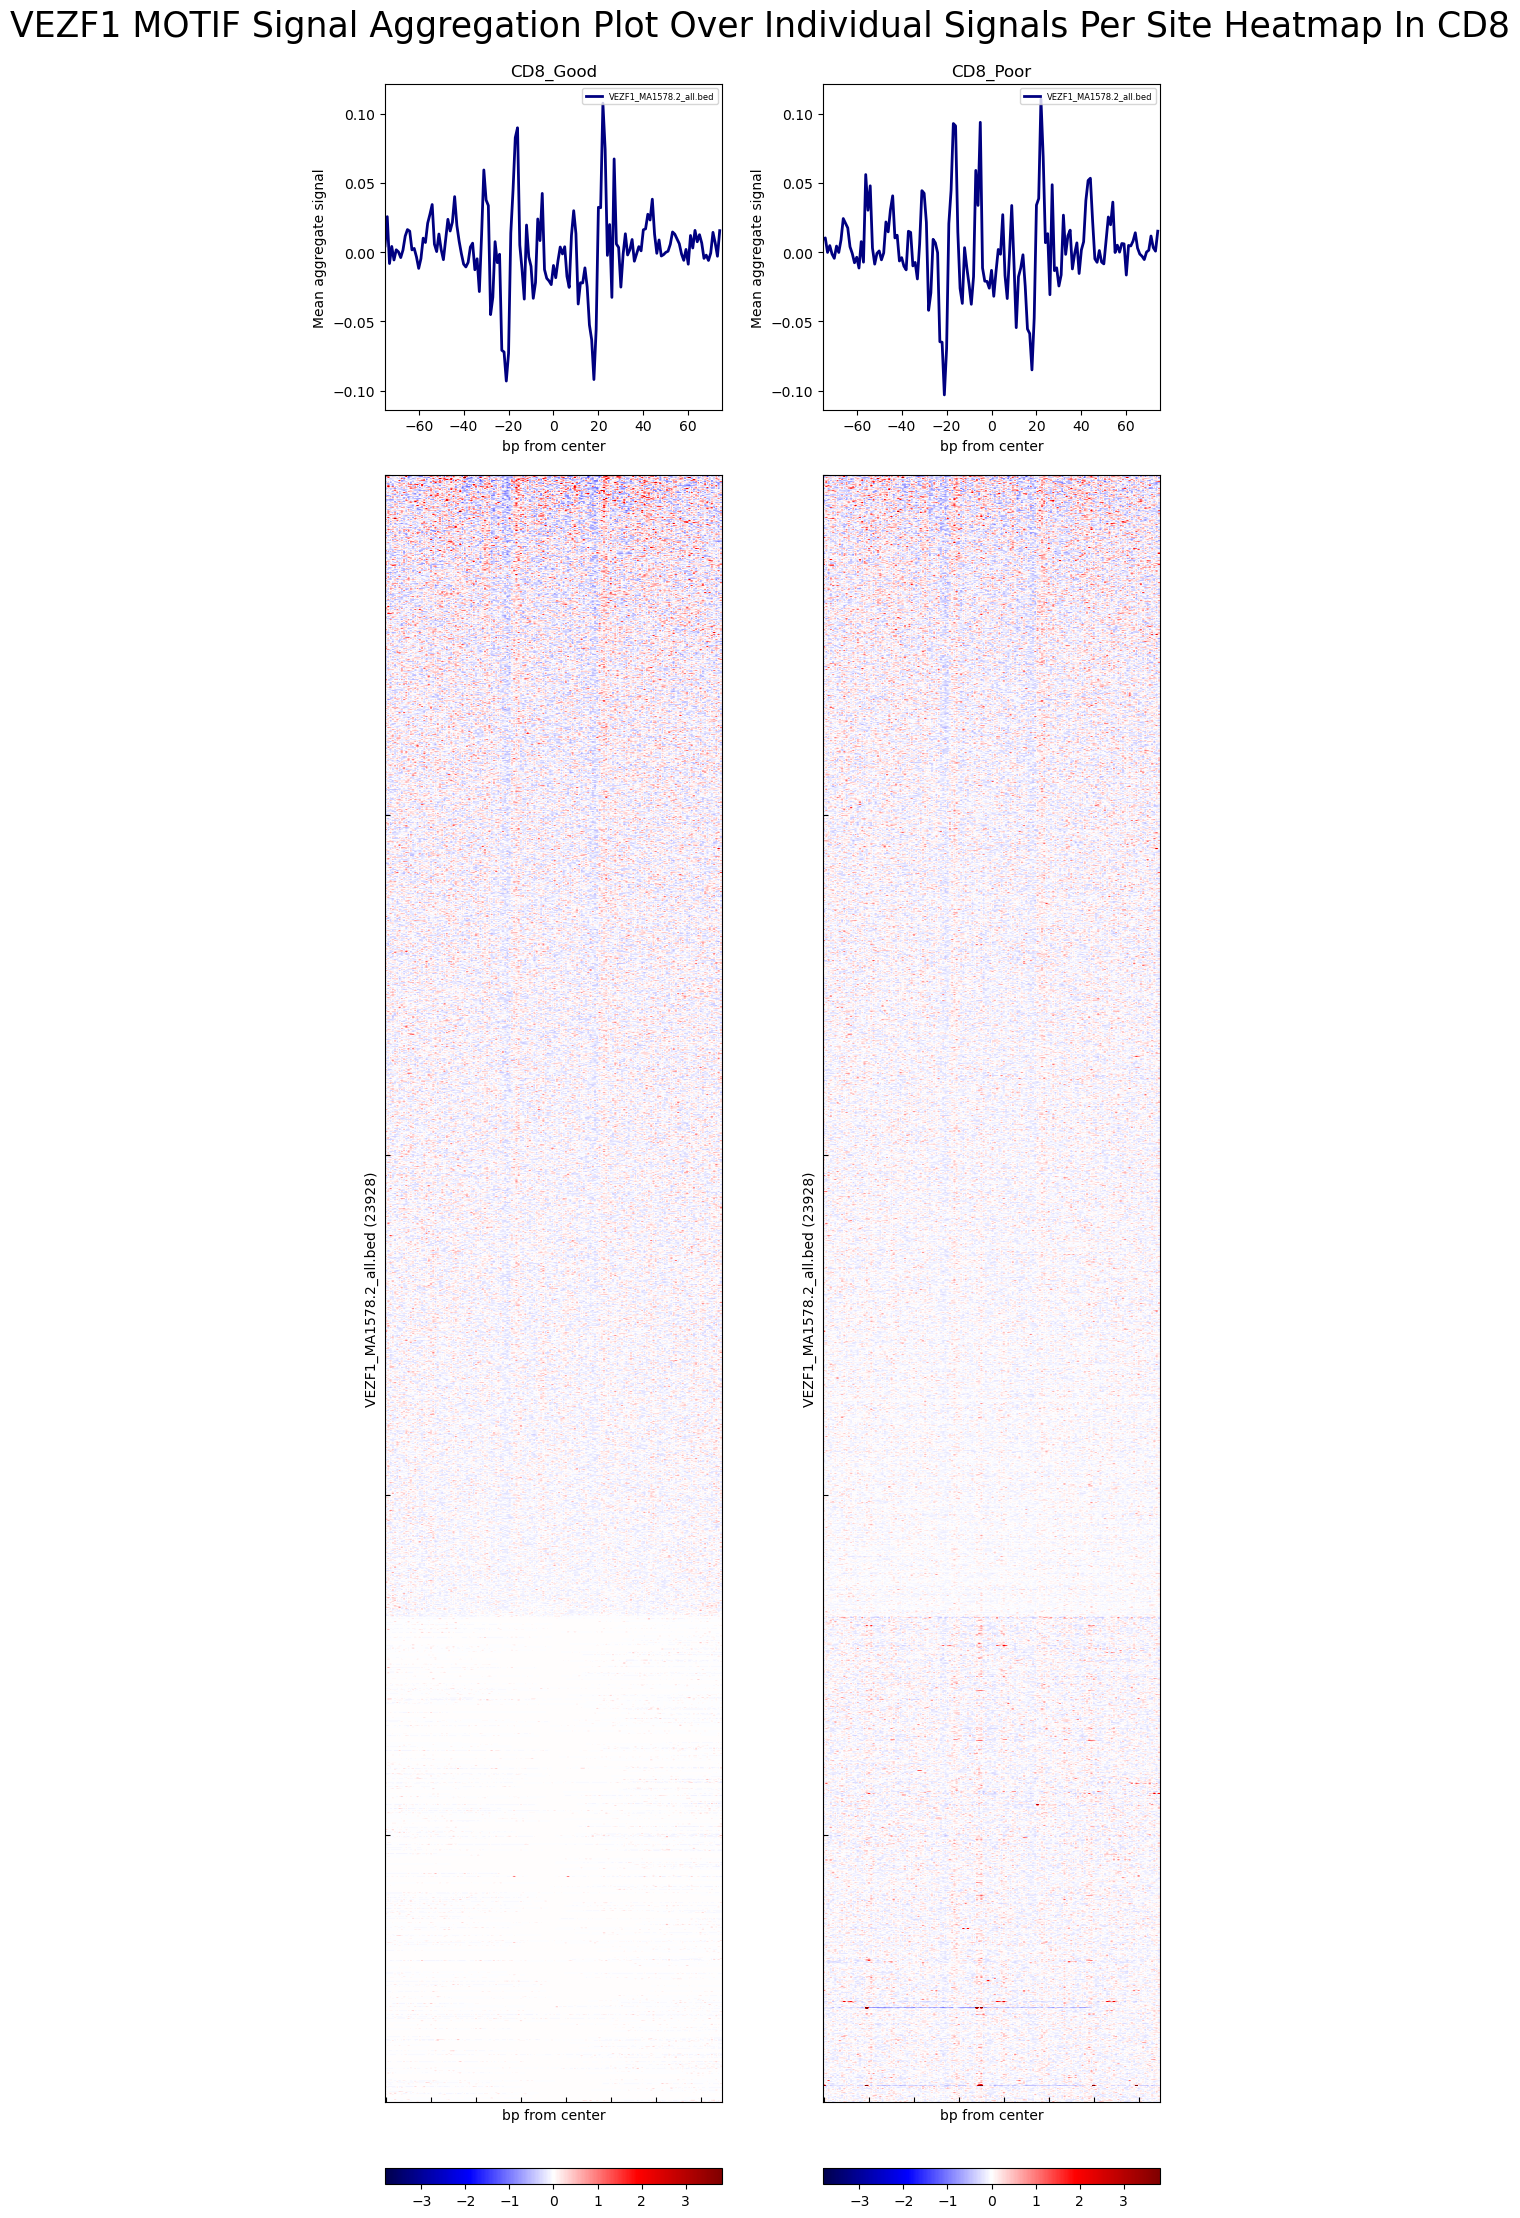 VEZF1 MOTIF Signal Aggregation Plot Over Individual Signals Per Site Heatmap In CD8
CD8_Good
VEZF1_MA1578.2_all.bed
Mean aggregate signal
0.10
0.05
0.00
−0.05
−0.10
−60 −40 −20 0 20 40 60
bp from center
CD8_Poor
VEZF1_MA1578.2_all.bed
Mean aggregate signal
0.10
0.05
0.00
−0.05
−0.10
−60 −40 −20 0 20 40 60
bp from center
VEZF1_MA1578.2_all.bed (23928)
bp from center
−3 −2 −1 0 1 2 3
VEZF1_MA1578.2_all.bed (23928)
bp from center
−3 −2 −1 0 1 2 3